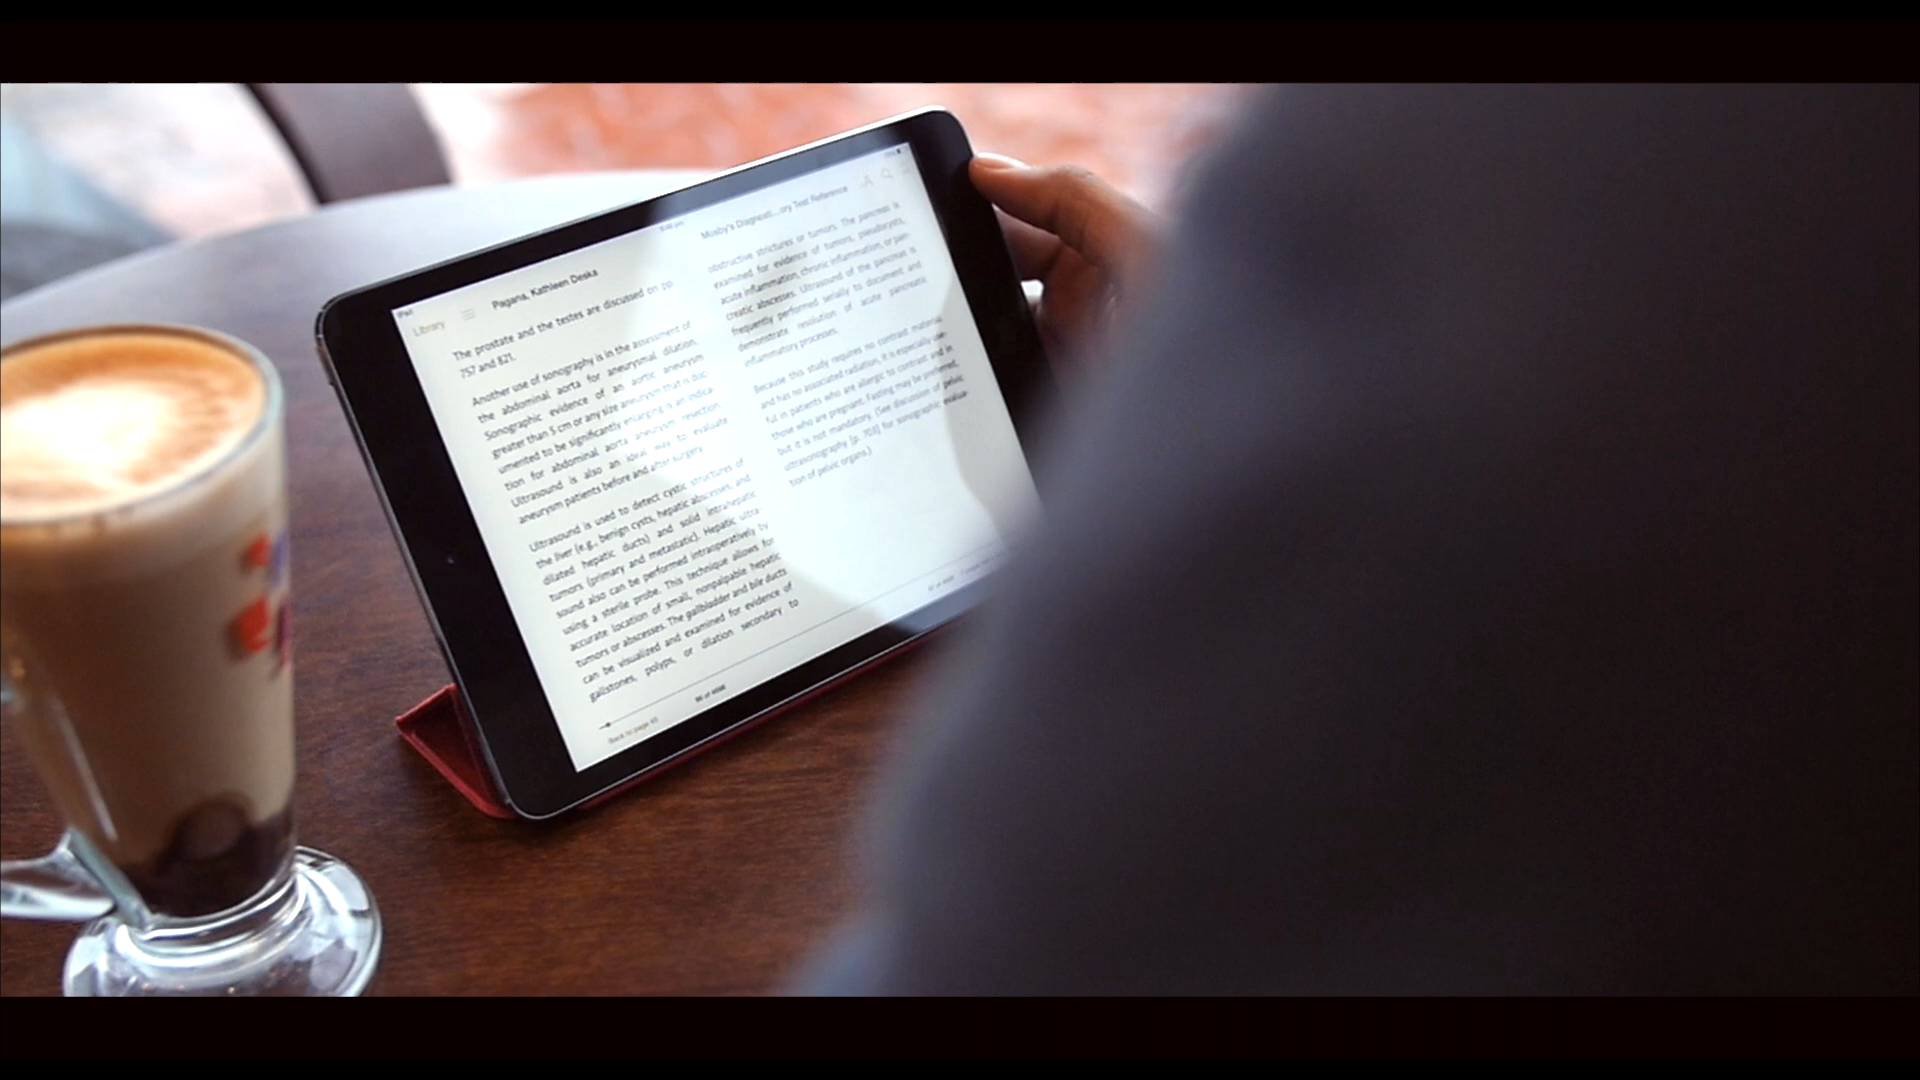 iPad
Library
Pagana, Kathleen Deska
The prostate and the testes are discussed on pp.
757 and 821.
Another use of sonography is in the assessment of
the abdominal aorta for aneurysmal dilation.
Sonographic evidence of an aortic aneurysm
greater than 5 cm or any size aneurysm that is doc-
umented to be significantly enlarging is an indica-
tion for abdominal aorta aneurysm resection.
Ultrasound is also an ideal way to evaluate
aneurysm patients before and after surgery.
Ultrasound is used to detect cystic structures of
the liver (e.g., benign cysts, hepatic abscesses, and
dilated hepatic ducts) and solid intrahepatic
tumors (primary and metastatic). Hepatic ultra-
sound also can be performed intraoperatively by
using a sterile probe. This technique allows for
accurate location of small, nonpalpable hepatic
tumors or abscesses. The gallbladder and bile ducts
can be visualized and examined for evidence of
gallstones, polyps, or dilation secondary to
Back to page 43
Mosby's Diagnosti...ory Test Reference
obstructive strictures or tumors. The pancreas is
examined for evidence of tumors, pseudocysts,
acute inflammation, chronic inflammation, or pan-
creatic abscesses. Ultrasound of the pancreas is
frequently performed serially to document and
demonstrate resolution of acute pancreatic
inflammatory processes.
Because this study requires no contrast material
and has no associated radiation, it is especially use-
ful in patients who are allergic to contrast and in
those who are pregnant. Fasting may be preferred,
but it is not mandatory. (See discussion of pelvic
ultrasonography [p. 703] for sonographic evalua-
tion of pelvic organs.)